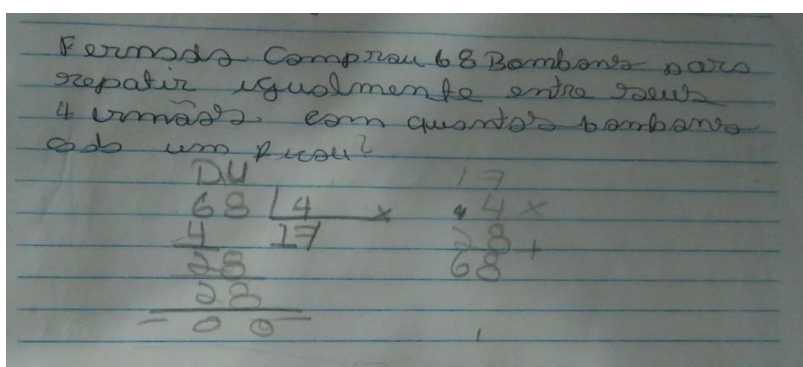 Fernada Comprou 68 Bombons para
repatir igualmente entre seus
4 irmãos. com quantos bombons
cada um ficou?
DU 17
68 4 x 4 x
4 17 28 +
28 68
28
- 00 -